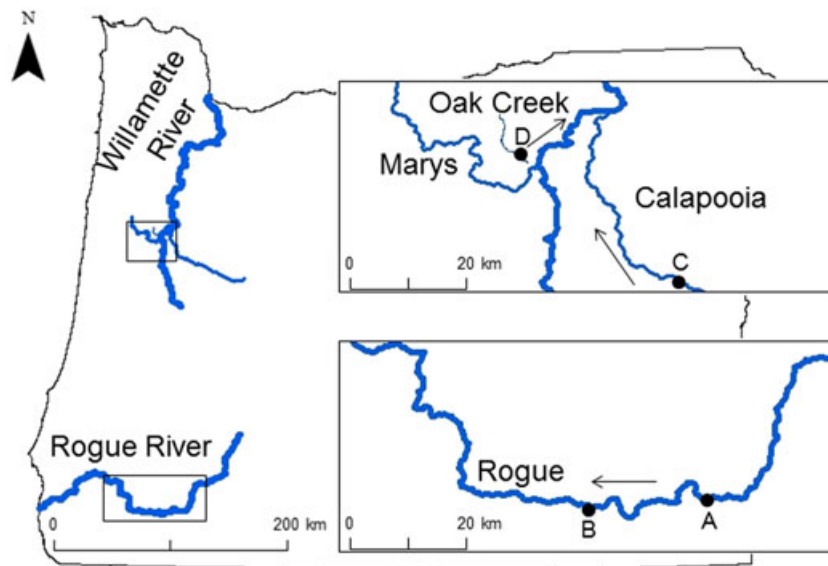 N
Willamette
River
Oak Creek
D
Marys
Calapooia
C
0 20 km
Rogue River
0 200 km
Rogue
B
A
0 20 km